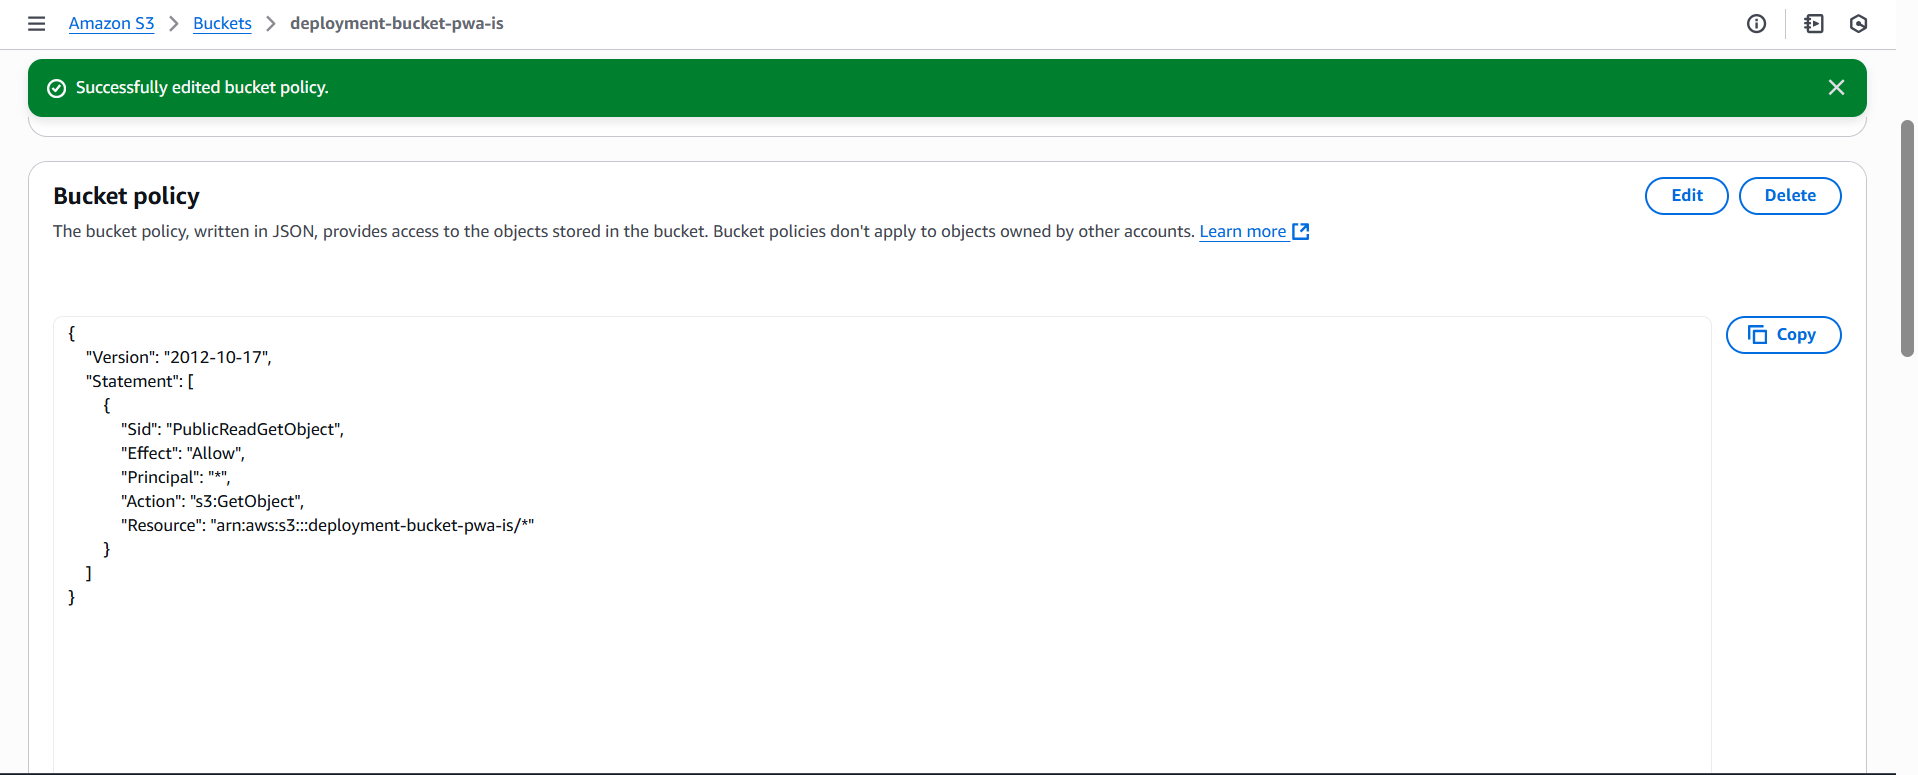 Amazon S3 > Buckets > deployment-bucket-pwa-is
Successfully edited bucket policy.
Bucket policy
Edit
Delete
The bucket policy, written in JSON, provides access to the objects stored in the bucket. Bucket policies don't apply to objects owned by other accounts. Learn more
Copy
{
"Version": "2012-10-17",
"Statement": [
{
"Sid": "PublicReadGetObject",
"Effect": "Allow",
"Principal": "*",
"Action": "s3:GetObject",
"Resource": "arn:aws:s3:::deployment-bucket-pwa-is/*"
}
]
}